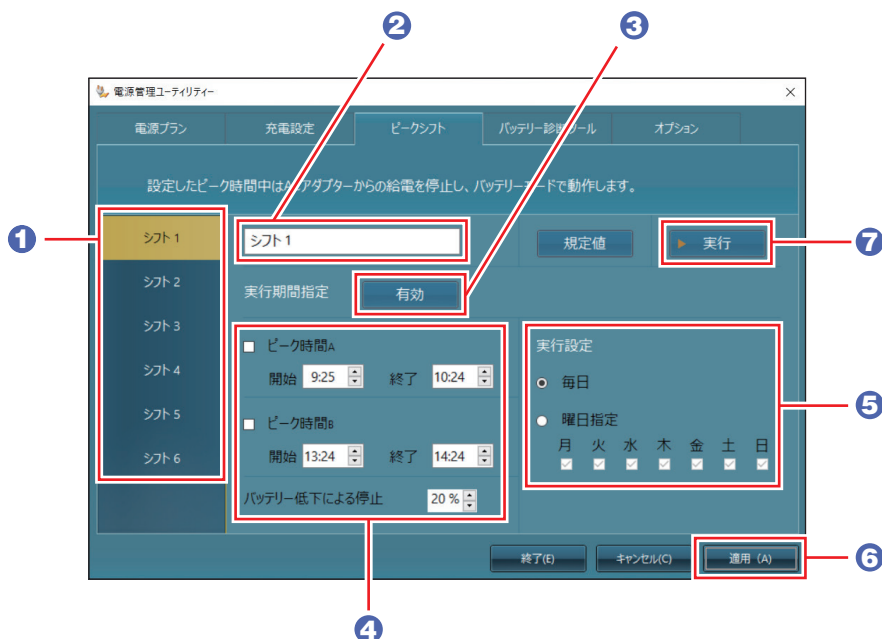 ❷ ❸
電源管理ユーティリティー ×
電源プラン 充電設定 ピークシフト バッテリー診断ツール オプション
設定したピーク時間中はACアダプターからの給電を停止し、バッテリーモードで動作します。
❶ シフト 1 シフト 1 規定値 実行 ❼
シフト 2 実行期間指定 有効
シフト 3 ピーク時間A 実行設定
シフト 4 開始 9:25 終了 10:24 毎日
シフト 5 ピーク時間B 曜日指定 ❺
シフト 6 開始 13:24 終了 14:24 月 火 水 木 金 土 日
バッテリー低下による停止 20 %
終了(E) キャンセル(C) 適用 (A) ❻
❹